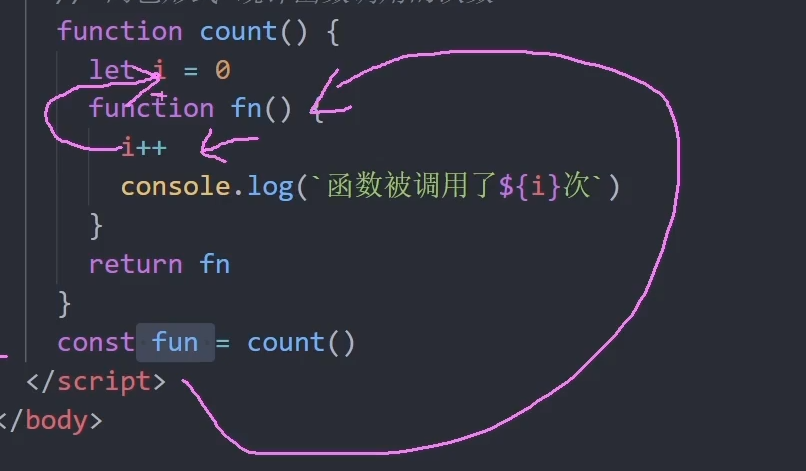 function count() {
let i = 0
function fn() {
i++
console.log(`函数被调用了${i}次`)
}
return fn
}
const fun = count()
</script>
</body>